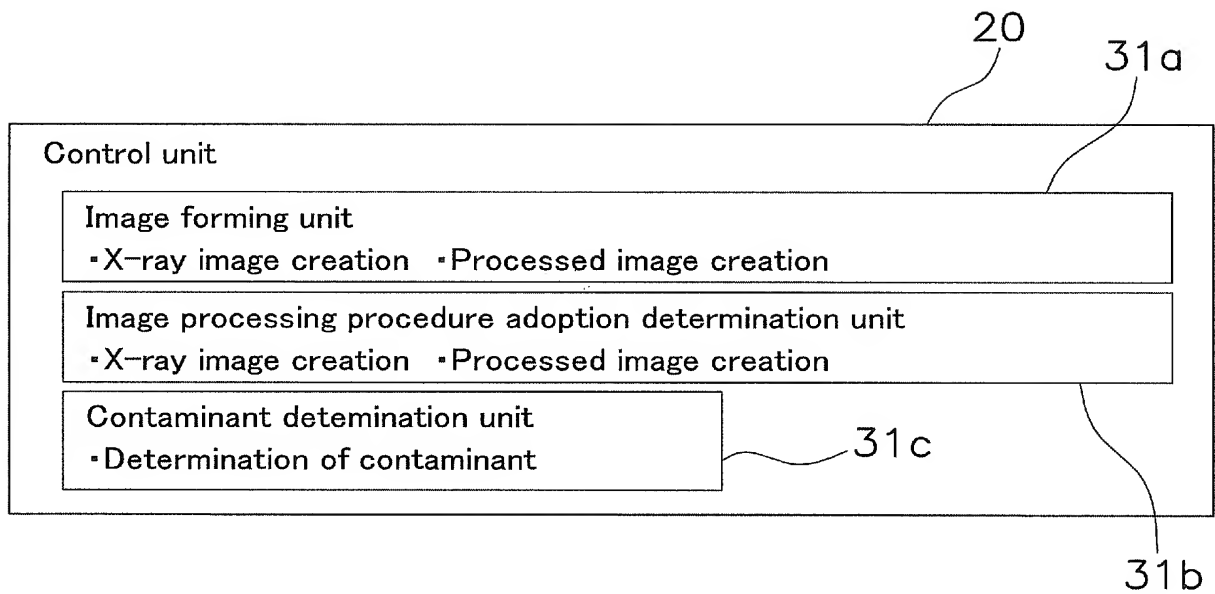 20
31a
Control unit
Image forming unit
▪X-ray image creation ▪Processed image creation
Image processing procedure adoption determination unit
▪X-ray image creation ▪Processed image creation
Contaminant detemination unit
▪Determination of contaminant
31c
31b